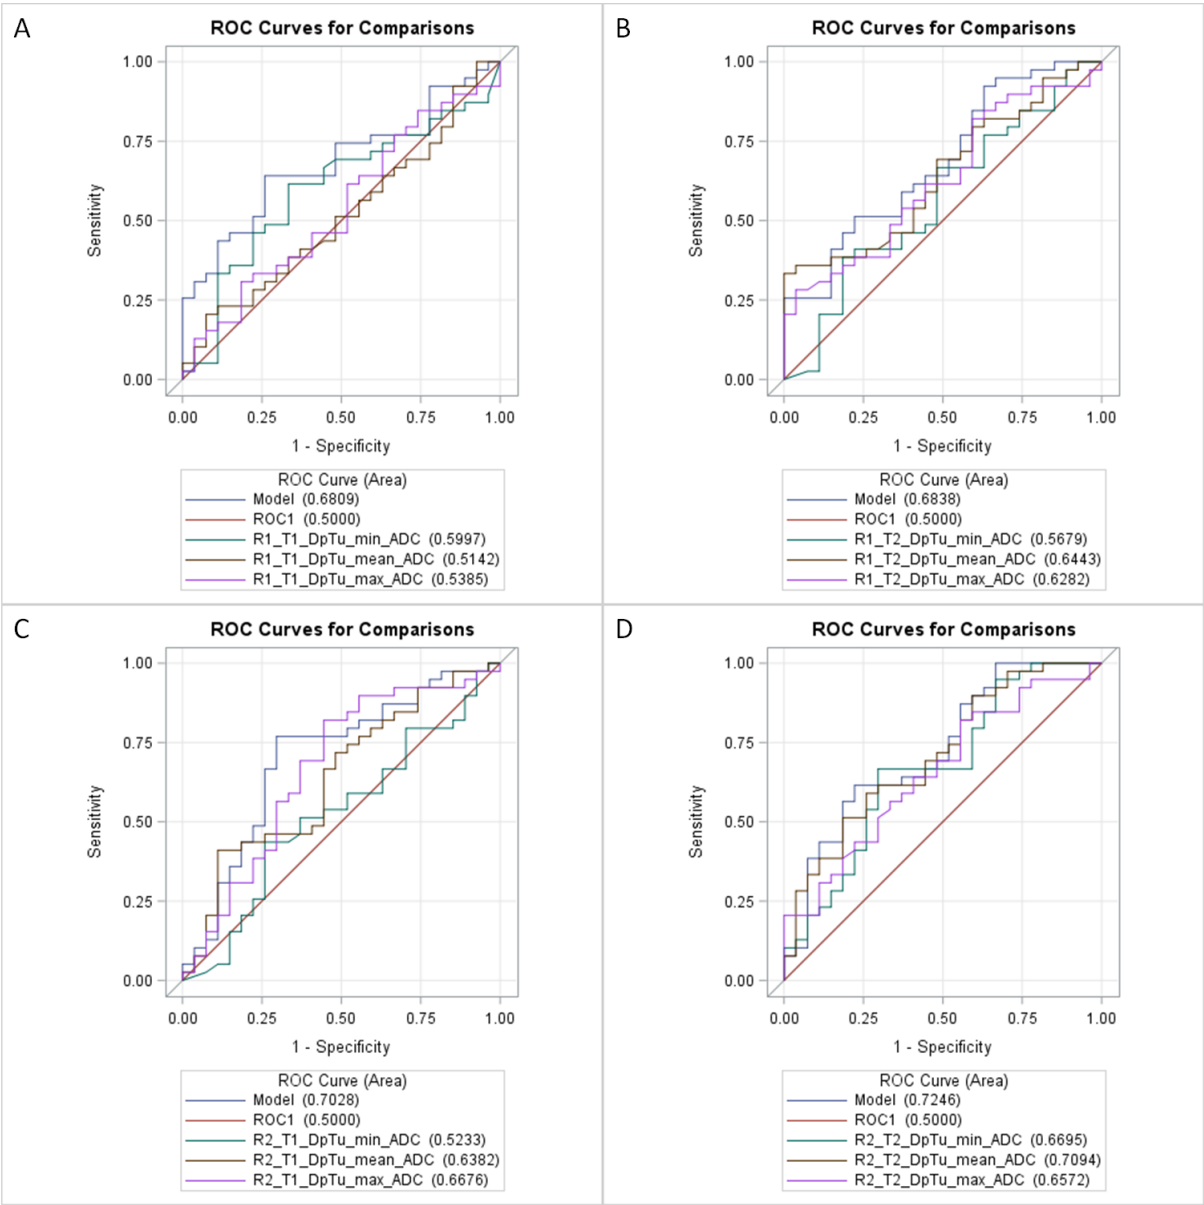 A
ROC Curves for Comparisons
1.00
0.75
0.50
0.25
0.00
Sensitivity
0.00 0.25 0.50 0.75 1.00
1 - Specificity
ROC Curve (Area)
Model (0.6809)
ROC1 (0.5000)
R1_T1_DpTu_min_ADC (0.5997)
R1_T1_DpTu_mean_ADC (0.5142)
R1_T1_DpTu_max_ADC (0.5385)
B
ROC Curves for Comparisons
1.00
0.75
0.50
0.25
0.00
Sensitivity
0.00 0.25 0.50 0.75 1.00
1 - Specificity
ROC Curve (Area)
Model (0.6838)
ROC1 (0.5000)
R1_T2_DpTu_min_ADC (0.5679)
R1_T2_DpTu_mean_ADC (0.6443)
R1_T2_DpTu_max_ADC (0.6282)
C
ROC Curves for Comparisons
1.00
0.75
0.50
0.25
0.00
Sensitivity
0.00 0.25 0.50 0.75 1.00
1 - Specificity
ROC Curve (Area)
Model (0.7028)
ROC1 (0.5000)
R2_T1_DpTu_min_ADC (0.5233)
R2_T1_DpTu_mean_ADC (0.6382)
R2_T1_DpTu_max_ADC (0.6676)
D
ROC Curves for Comparisons
1.00
0.75
0.50
0.25
0.00
Sensitivity
0.00 0.25 0.50 0.75 1.00
1 - Specificity
ROC Curve (Area)
Model (0.7246)
ROC1 (0.5000)
R2_T2_DpTu_min_ADC (0.6695)
R2_T2_DpTu_mean_ADC (0.7094)
R2_T2_DpTu_max_ADC (0.6572)